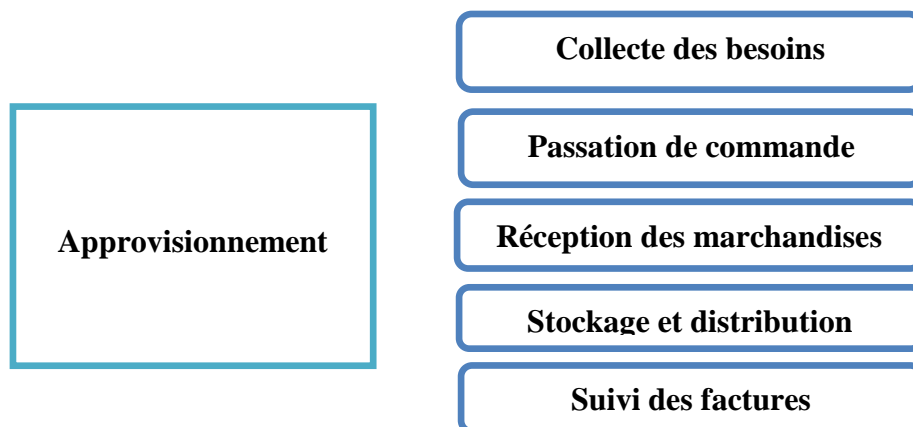 Approvisionnement
Collecte des besoins
Passation de commande
Réception des marchandises
Stockage et distribution
Suivi des factures